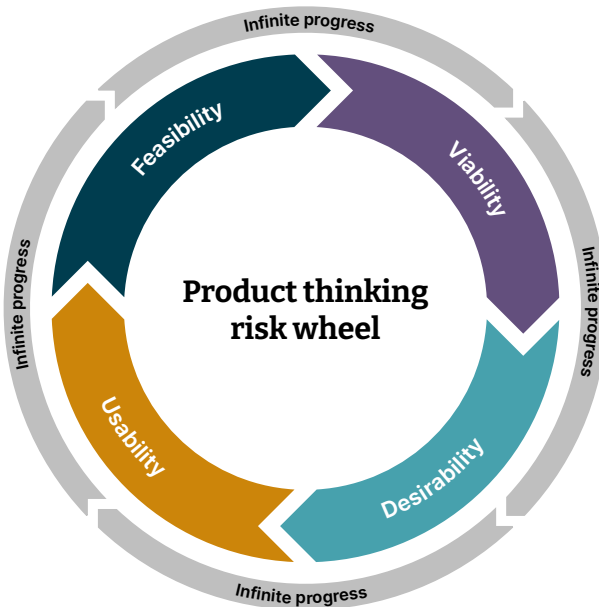 Infinite progress
Feasibility
Viability
Infinite progress
Infinite progress
Product thinking
risk wheel
Usability
Desirability
Infinite progress